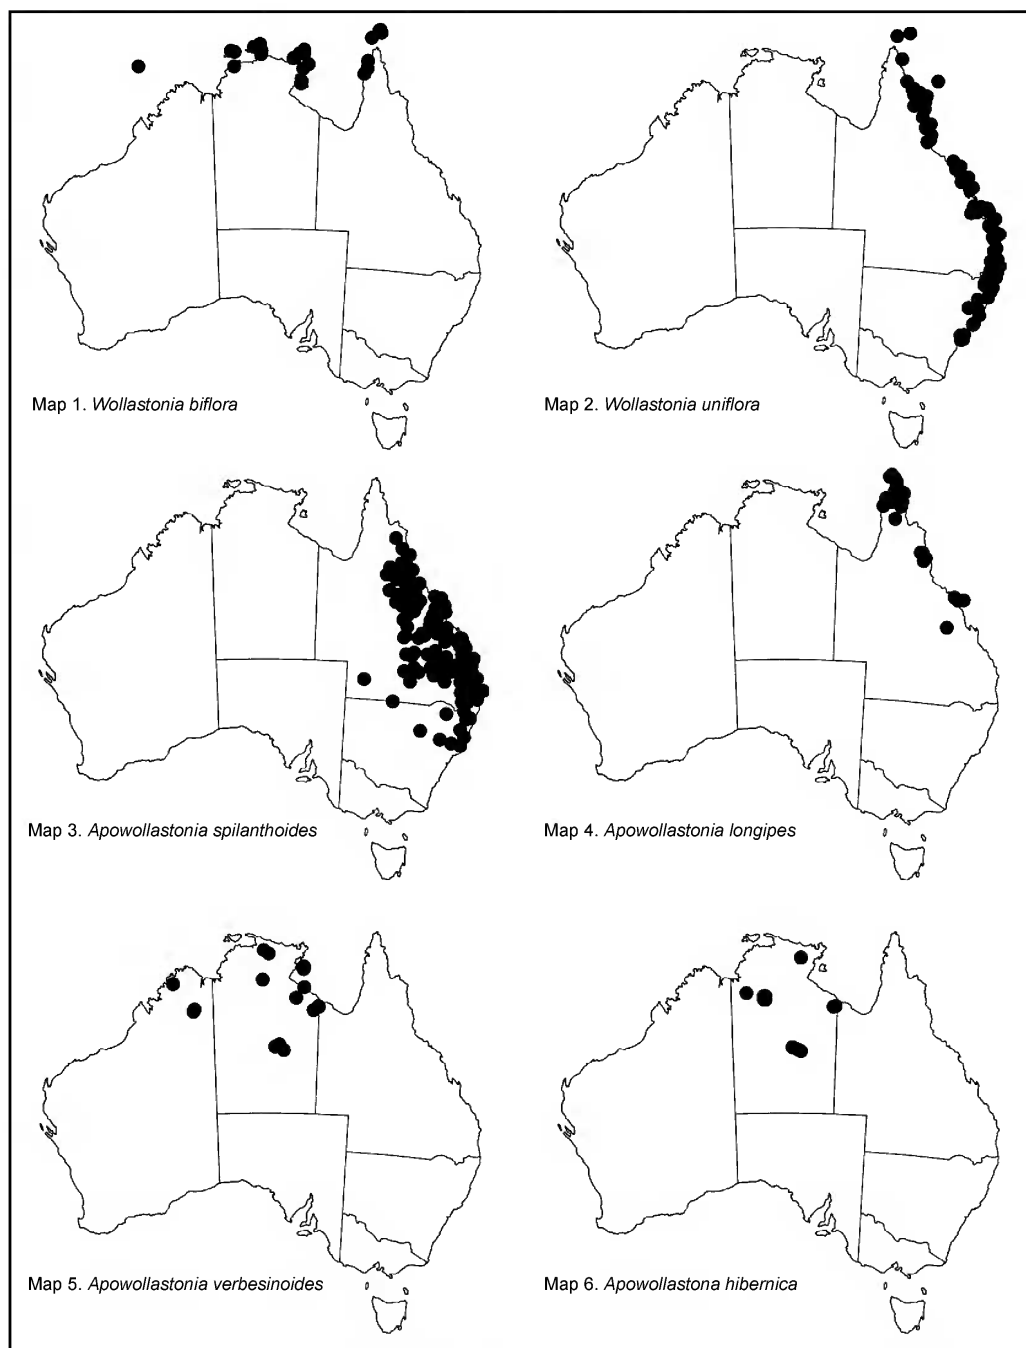 Map 1. Wollastonia biflora
Map 2. Wollastonia uniflora
Map 3. Apowollastonia spilanthoides
Map 4. Apowollastonia longipes
Map 5. Apowollastonia verbesinoides
Map 6. Apowollastona hibernica